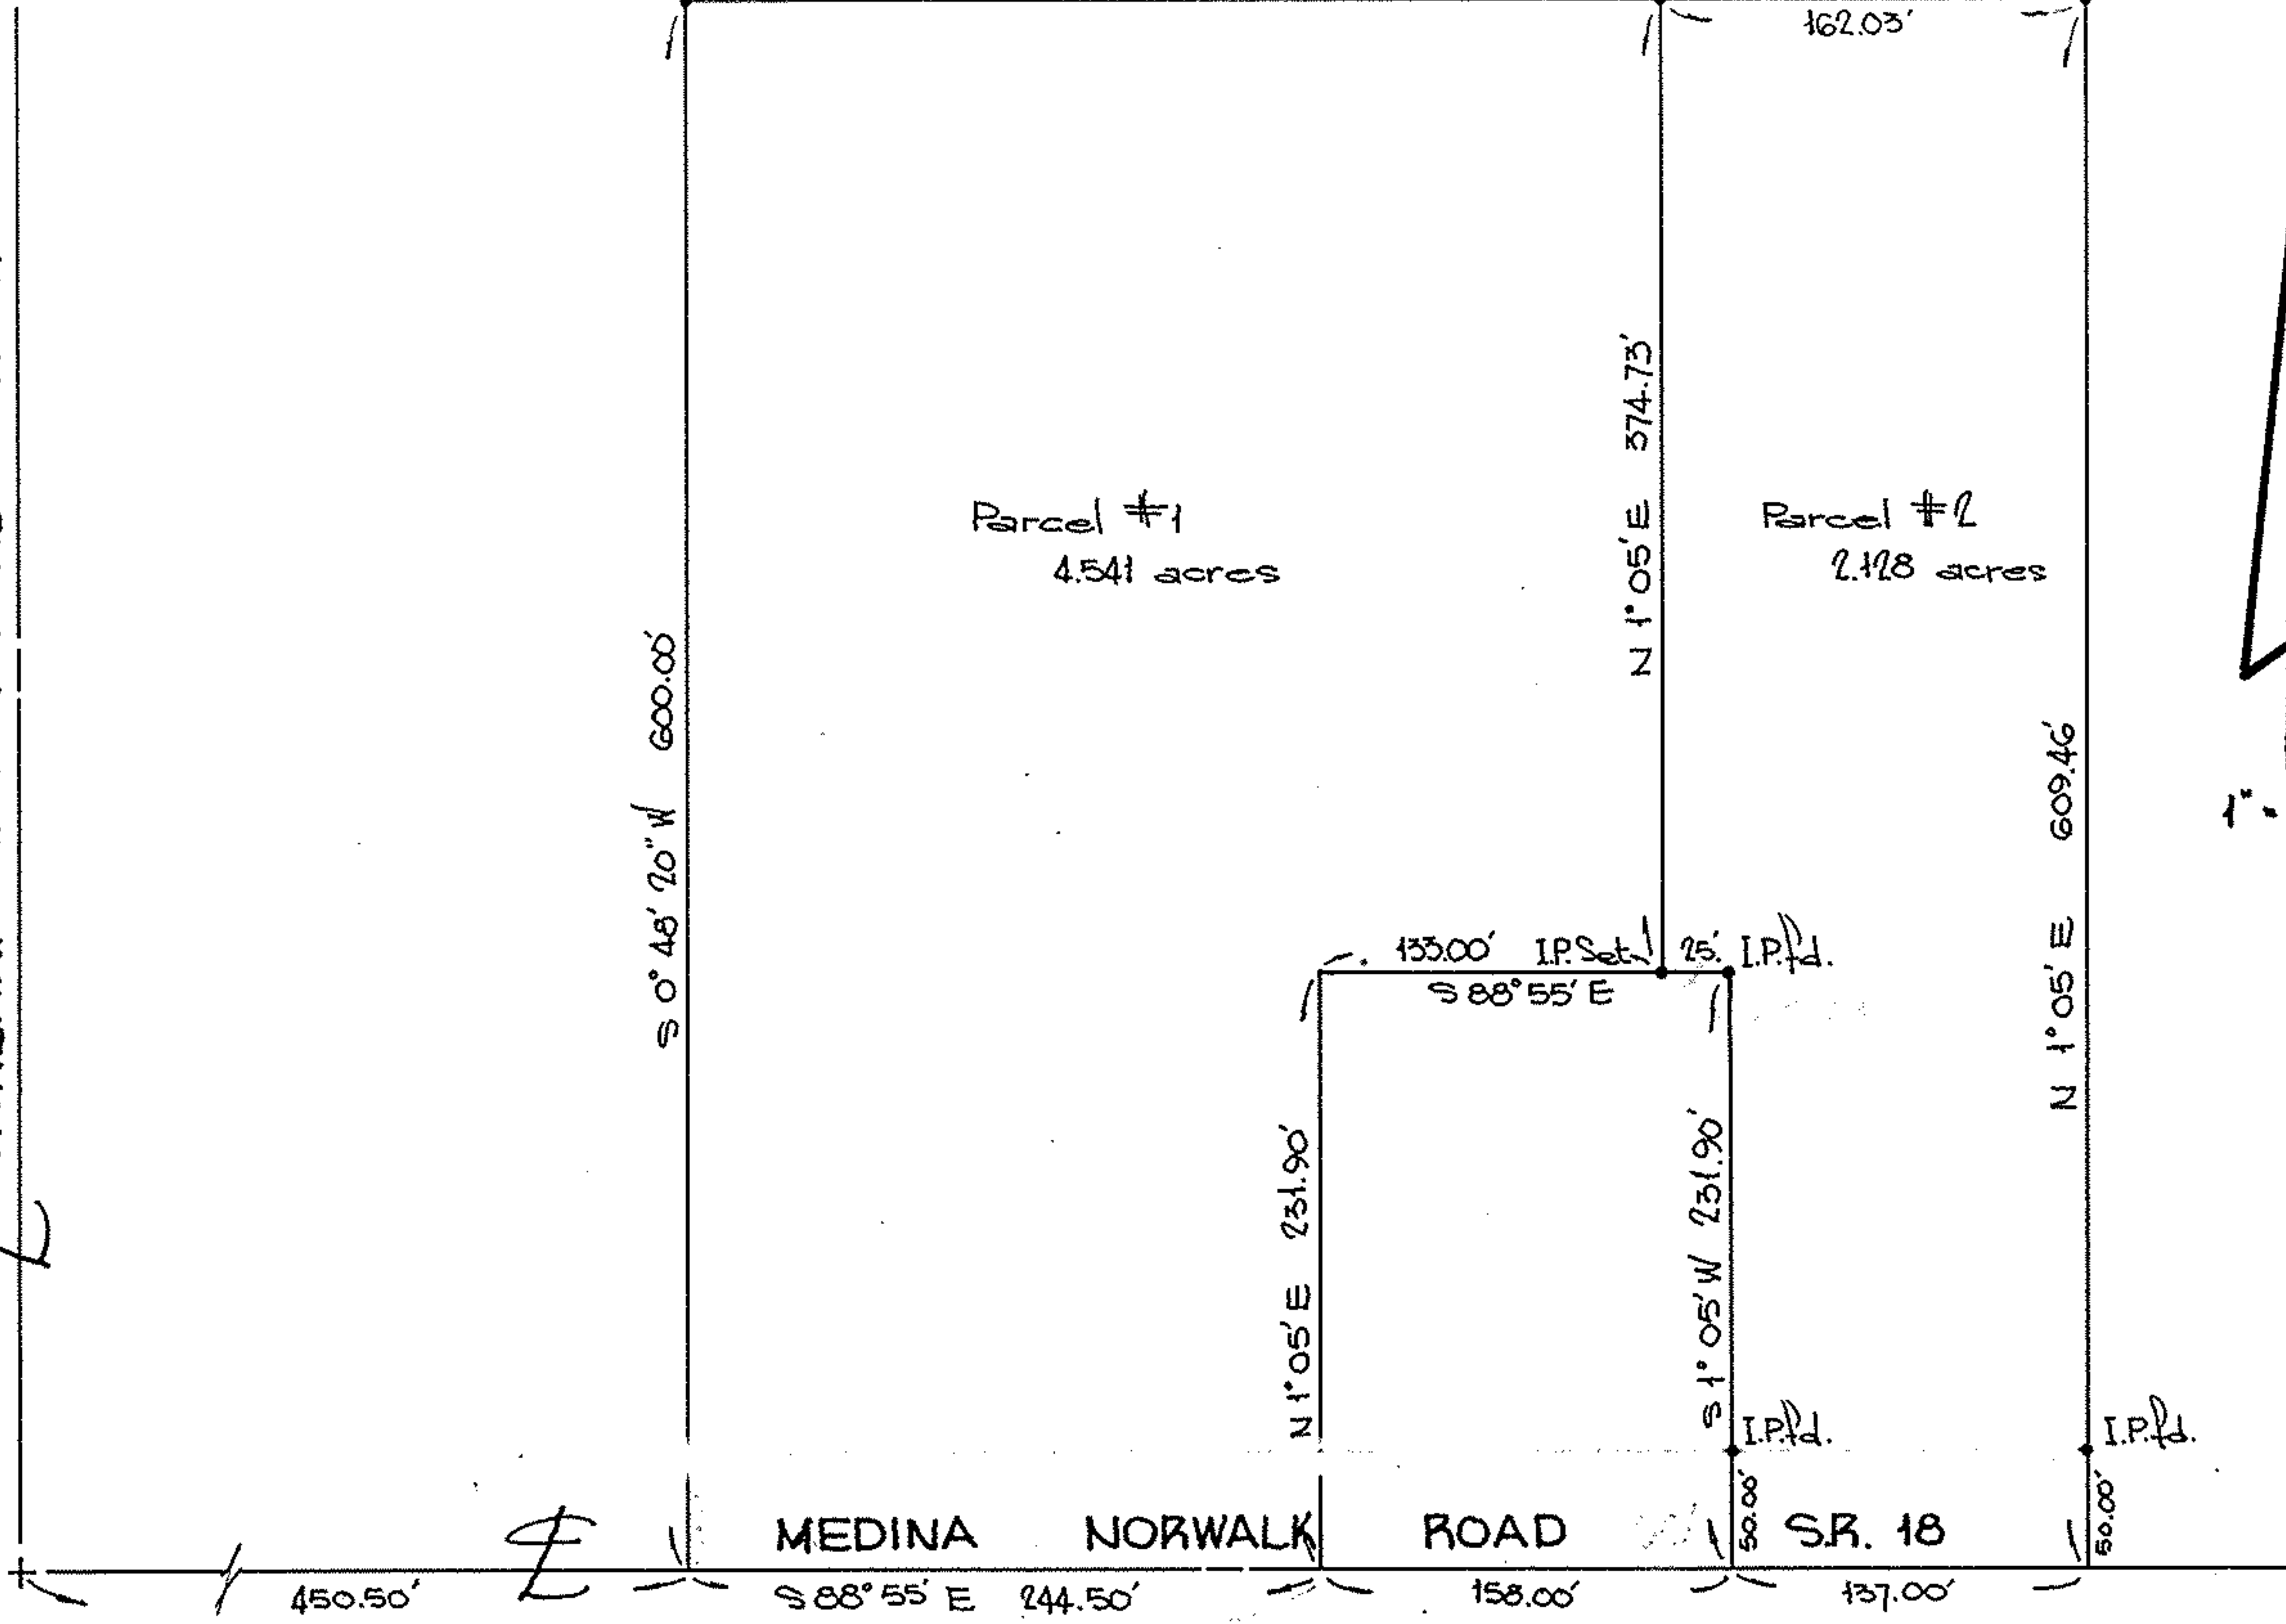 162.03'
N 1° 05' E 374.73'
Parcel #1
4.541 acres
Parcel #2
2.128 acres
S 0° 48' 20" W 600.00'
N 1° 05' E 609.46'
1" =
133.00' I.P. Set 25' I.P. fd.
S 88° 55' E
N 1° 05' E 231.90'
S 1° 05' W 231.90'
I.P. fd.
I.P. fd.
50.00'
50.00'
MEDINA NORWALK ROAD S.R. 18
450.50'
S 88° 55' E 244.50'
158.00'
137.00'